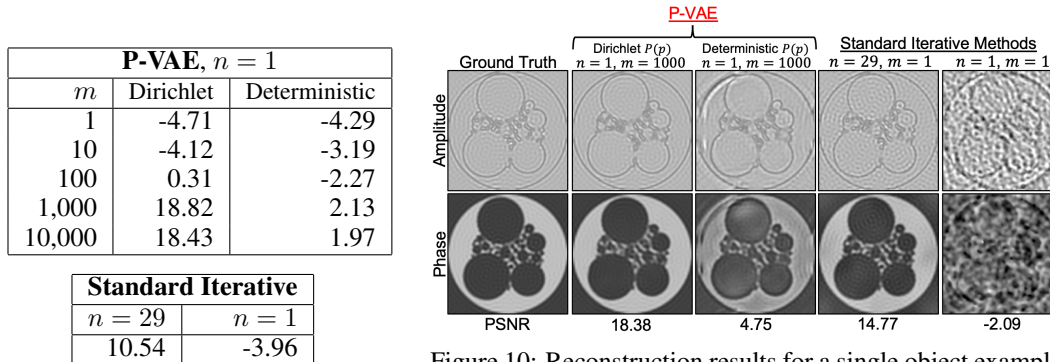 P-VAE, n = 1
m Dirichlet Deterministic
1 -4.71 -4.29
10 -4.12 -3.19
100 0.31 -2.27
1,000 18.82 2.13
10,000 18.43 1.97
Standard Iterative
n = 29 n = 1
10.54 -3.96
P-VAE
Ground Truth
Dirichlet P(p)
n = 1, m = 1000
Deterministic P(p)
n = 1, m = 1000
Standard Iterative Methods
n = 29, m = 1 n = 1, m = 1
Amplitude
Phase
PSNR 18.38 4.75 14.77 -2.09
Figure 10: Reconstruction results for a single object